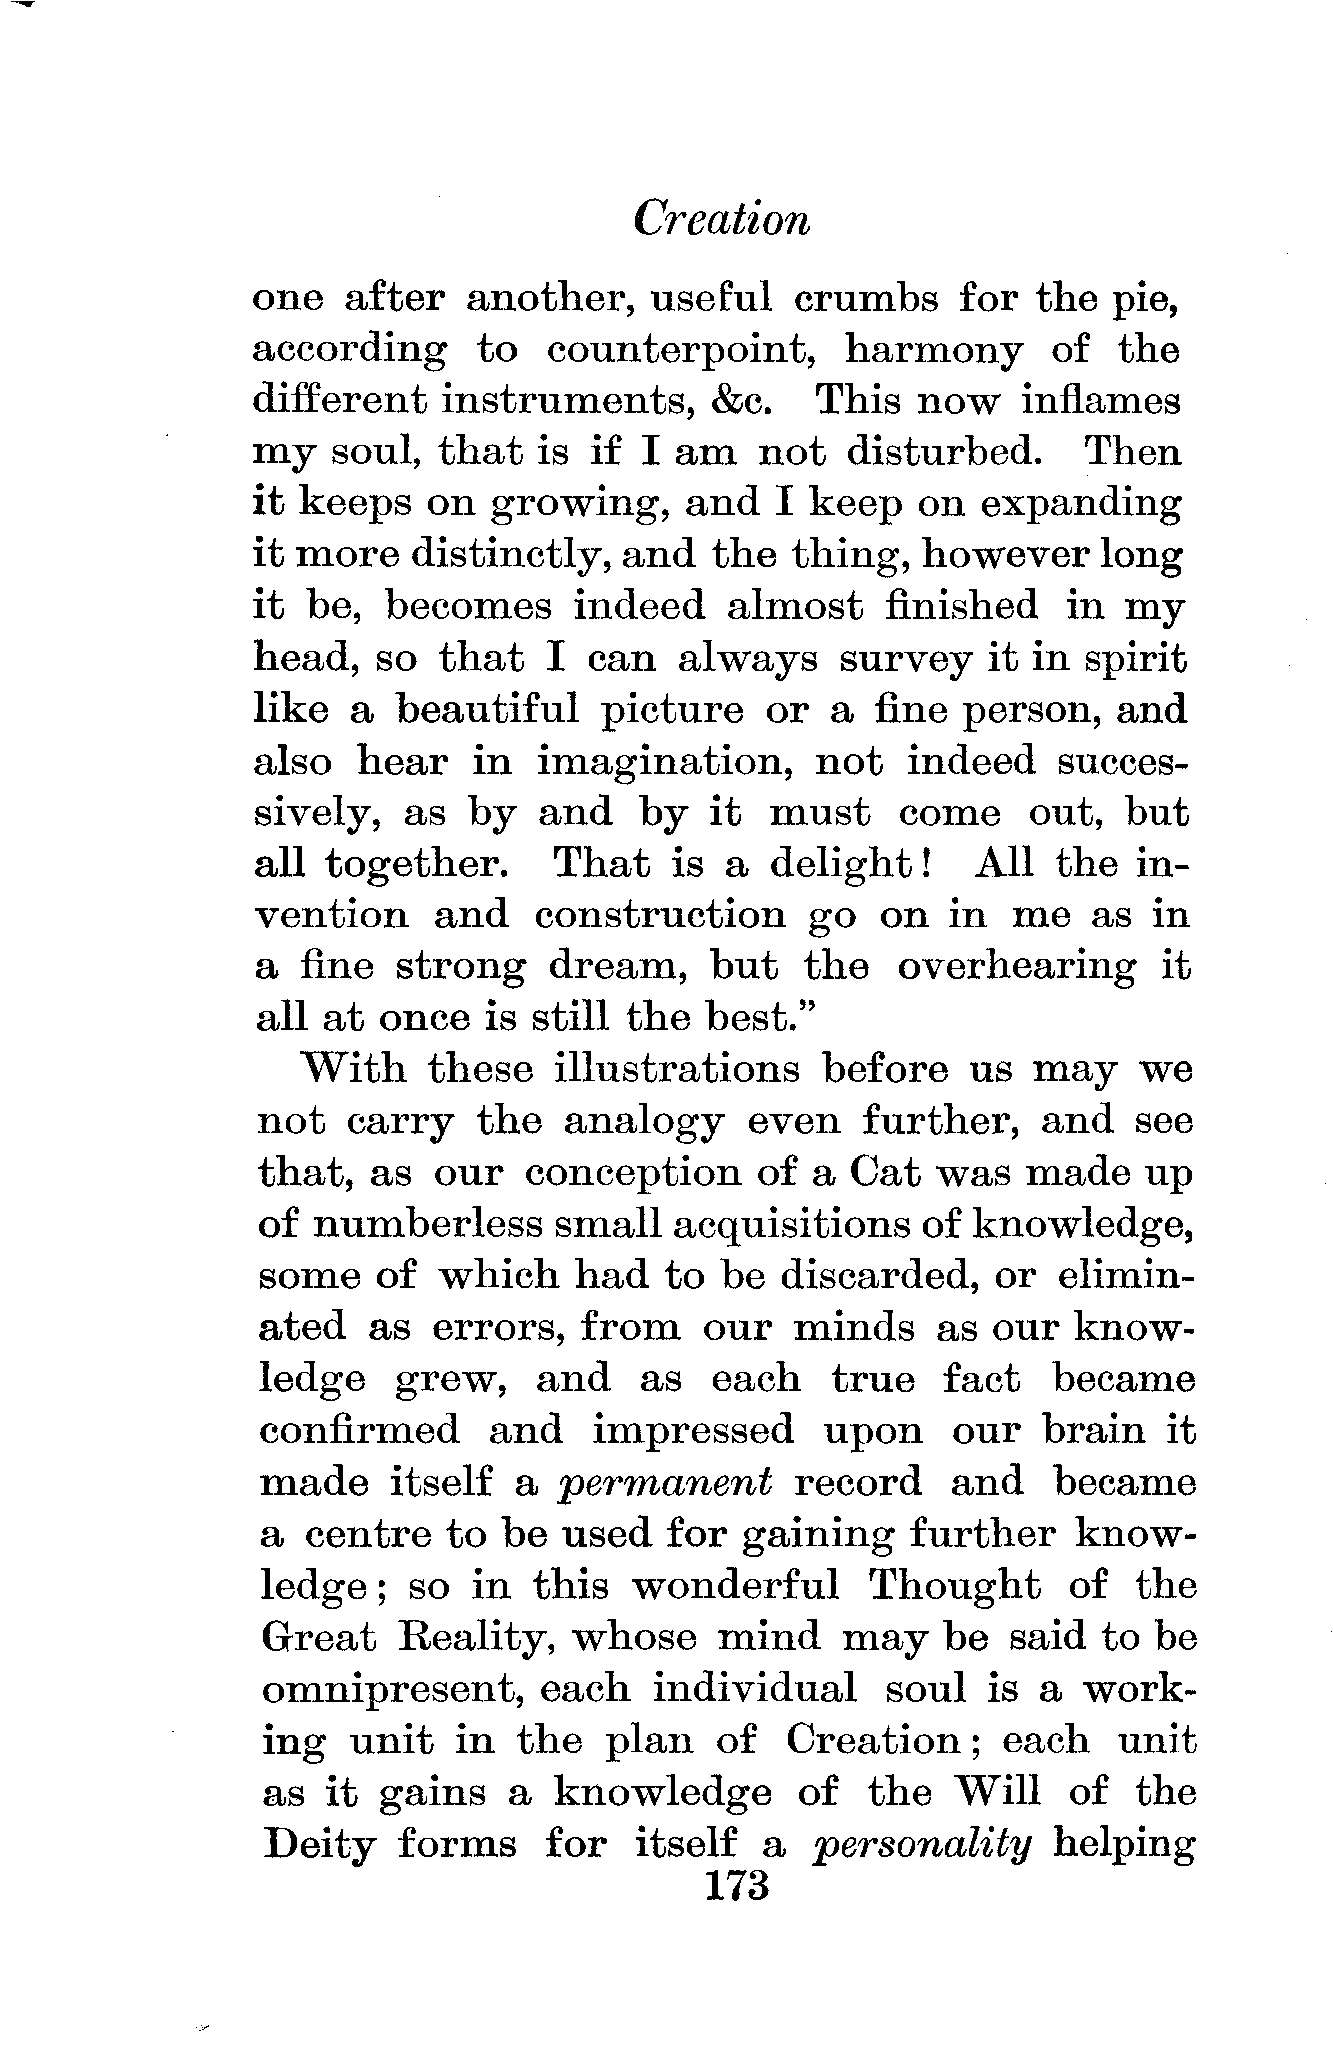 Creation
one after another, useful crumbs for the pie,
according to counterpoint, harmony of the
different instruments, &c. This now inflames
my soul, that is if I am not disturbed. Then
it keeps on growing, and I keep on expanding
it more distinctly, and the thing, however long
it be, becomes indeed almost finished in my
head, so that I can always survey it in spirit
like a beautiful picture or a fine person, and
also hear in imagination, not indeed succes-
sively, as by and by it must come out, but
all together. That is a delight! All the in-
vention and construction go on in me as in
a fine strong dream, but the overhearing it
all at once is still the best.”
With these illustrations before us may we
not carry the analogy even further, and see
that, as our conception of a Cat was made up
of numberless small acquisitions of knowledge,
some of which had to be discarded, or elimin-
ated as errors, from our minds as our know-
ledge grew, and as each true fact became
confirmed and impressed upon our brain it
made itself a permanent record and became
a centre to be used for gaining further know-
ledge; so in this wonderful Thought of the
Great Reality, whose mind may be said to be
omnipresent, each individual soul is a work-
ing unit in the plan of Creation; each unit
as it gains a knowledge of the Will of the
Deity forms for itself a personality helping
173